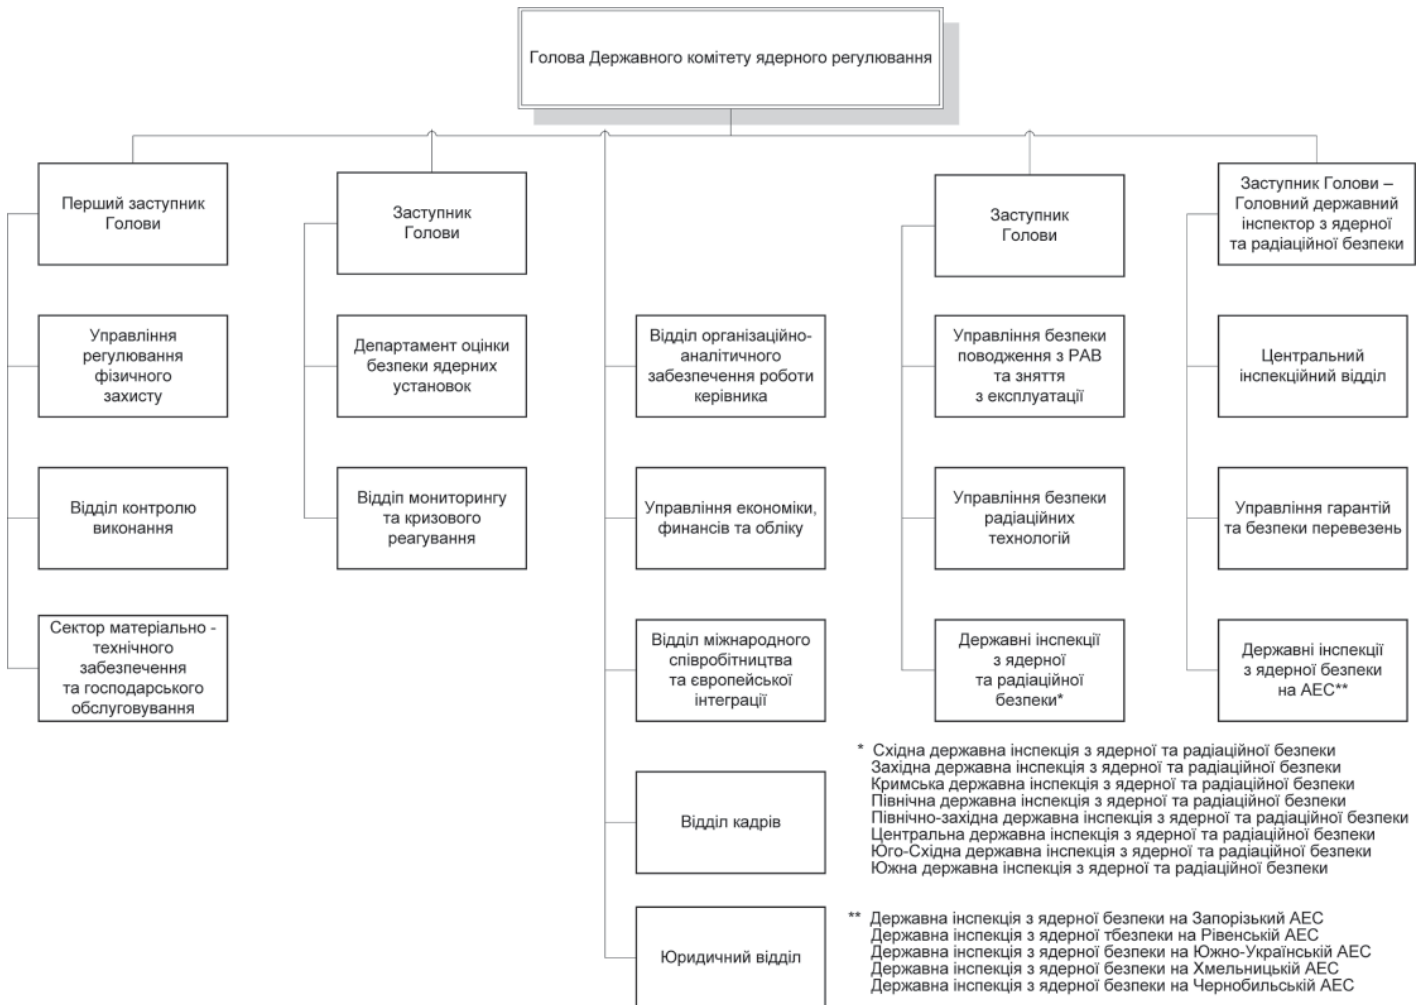 Голова Державного комітету ядерного регулювання
Перший заступник
Голови
Заступник
Голови
Заступник
Голови
Заступник Голови –
Головний державний
інспектор з ядерної
та радіаційної безпеки
Управління
регулювання
фізичного
захисту
Департамент оцінки
безпеки ядерних
установок
Відділ організаційно-
аналітичного
забезпечення роботи
керівника
Управління безпеки
поводження з РАВ
та зняття
з експлуатації
Центральний
інспекційний відділ
Відділ контролю
виконання
Відділ мониторингу
та кризового
реагування
Управління економіки,
финансів та обліку
Управління безпеки
радіаційних
технологій
Управління гарантій
та безпеки перевезень
Сектор матеріально -
технічного
забезпечення
та господарського
обслуговування
Відділ міжнародного
співробітництва
та європейської
інтеграції
Державні інспекції
з ядерної
та радіаційної
безпеки*
Державні інспекції
з ядерної безпеки
на АЕС**
Відділ кадрів
Юридичний відділ
* Східна державна інспекція з ядерної та радіаційної безпеки
Західна державна інспекція з ядерної та радіаційної безпеки
Кримська державна інспекція з ядерної та радіаційної безпеки
Північна державна інспекція з ядерної та радіаційної безпеки
Північно-західна державна інспекція з ядерної та радіаційної безпеки
Центральна державна інспекція з ядерної та радіаційної безпеки
Юго-Східна державна інспекція з ядерної та радіаційної безпеки
Южна державна інспекція з ядерної та радіаційної безпеки
** Державна інспекція з ядерної безпеки на Запорізький АЕС
Державна інспекція з ядерної тбезпеки на Рівенській АЕС
Державна інспекція з ядерної безпеки на Южно-Українській АЕС
Державна інспекція з ядерної безпеки на Хмельницькій АЕС
Державна інспекція з ядерної безпеки на Чернобильській АЕС